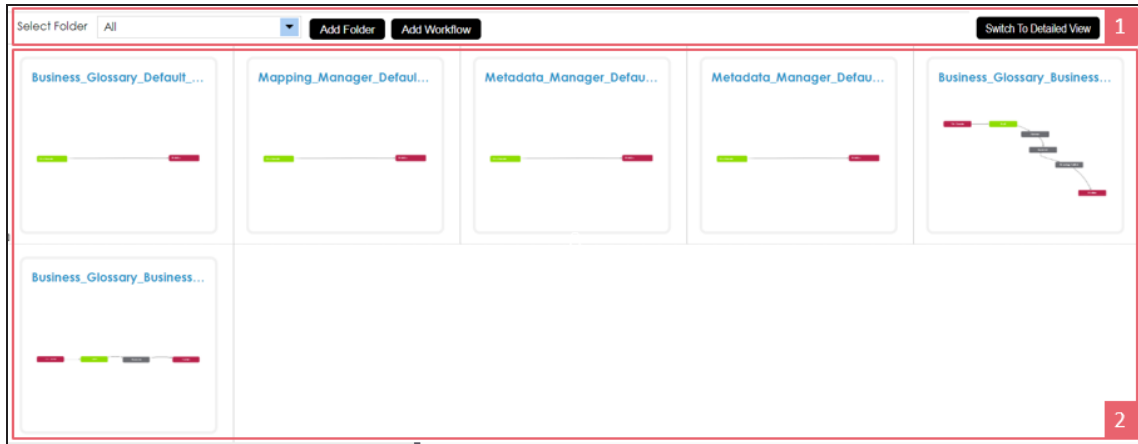 Select Folder All Add Folder Add Workflow Switch To Detailed View 1
Business_Glossary_Default_... Mapping_Manager_Defaul... Metadata_Manager_Defau... Metadata_Manager_Defau... Business_Glossary_Business...
Business_Glossary_Business...
2